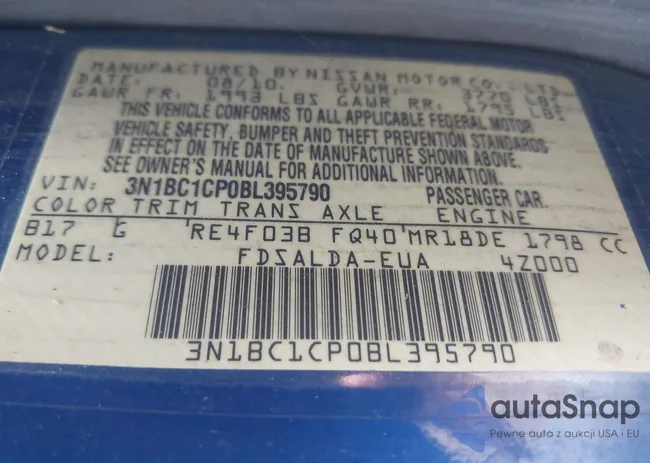 MANUFACTURED BY NISSAN MOTOR CO., LTD.
DATE: 08/10 GVWR: 3720 LBS
GAWR FR: 1993 LBS GAWR RR: 1795 LBS
THIS VEHICLE CONFORMS TO ALL APPLICABLE FEDERAL MOTOR
VEHICLE SAFETY, BUMPER AND THEFT PREVENTION STANDARDS
IN EFFECT ON THE DATE OF MANUFACTURE SHOWN ABOVE.
SEE OWNER'S MANUAL FOR ADDITIONAL INFORMATION.
VIN: 3N1BC1CP0BL395790 PASSENGER CAR.
COLOR TRIM TRANS AXLE ENGINE
B17 G RE4F03B FQ40 MR18DE 1798 CC
MODEL: FDSALDA-EUA 4Z000
3N1BC1CP0BL395790
autaSnap
Pewne auta z aukcji USA i EU